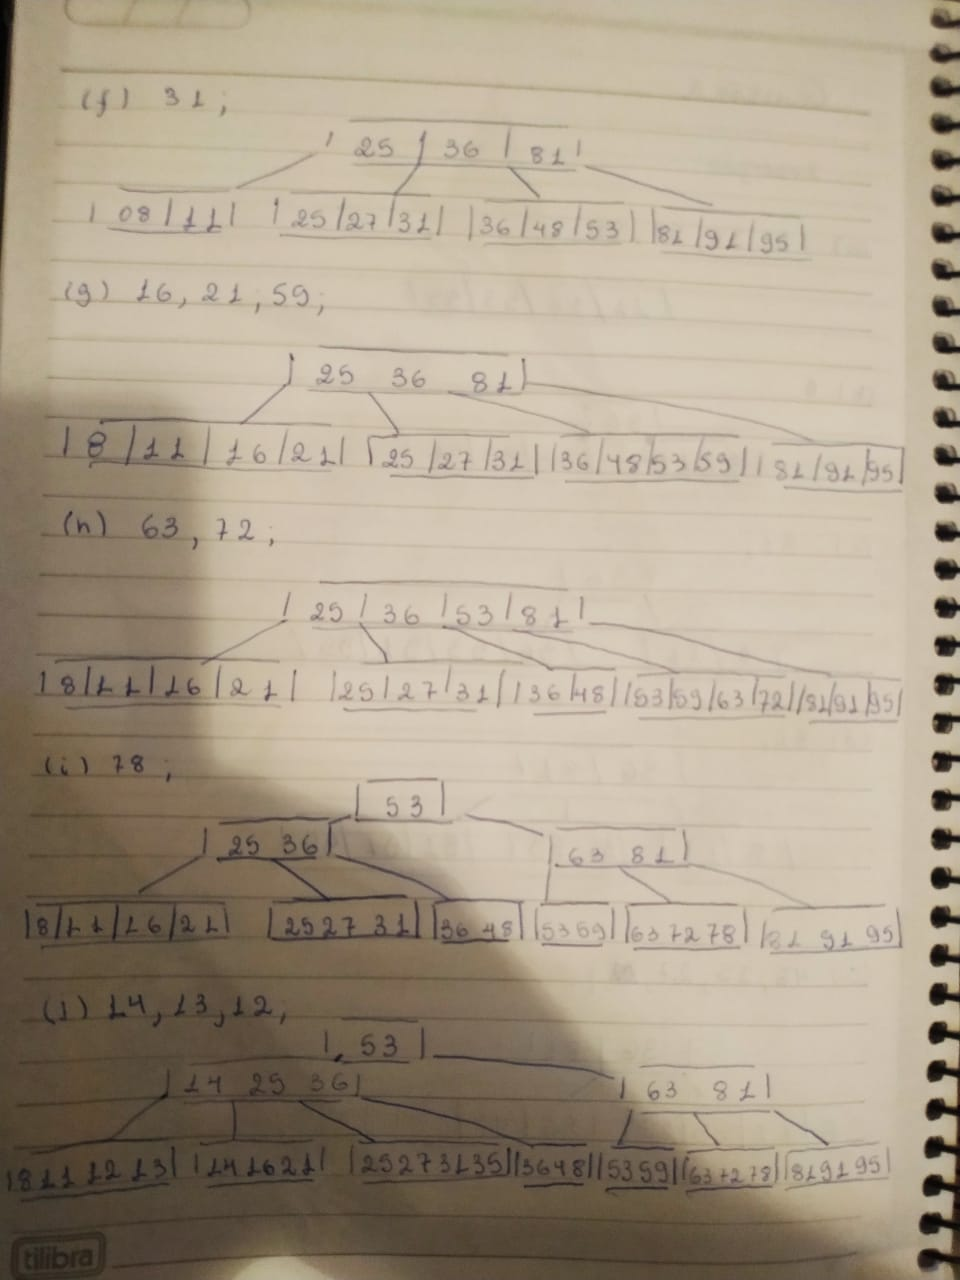 (f) 31;
| 25 / 36 | 81 |
| 08 / 11 | | 25 / 27 / 31 | | 36 / 48 / 53 | | 81 / 91 / 95 |
(g) 16, 21, 59;
| 25 36 81 |
| 8 / 11 | 16 / 21 | | 25 / 27 / 31 | | 36 / 48 / 53 / 59 | | 81 / 91 / 95 |
(h) 63, 72;
| 25 / 36 | 53 | 81 |
| 8 / 11 | 16 / 21 | | 25 / 27 / 31 | | 36 / 48 | | 53 / 59 / 63 / 72 | | 81 / 91 / 95 |
(i) 78;
| 53 |
| 25 36 | | 63 81 |
| 8 / 11 | 16 / 21 | | 25 27 31 | | 36 48 | | 53 59 | | 63 72 78 | | 81 91 95 |
(j) 14, 13, 12;
| 53 |
| 14 25 36 | | 63 81 |
| 8 11 12 13 | | 14 16 21 | | 25 27 31 35 | | 36 48 | | 53 59 | | 63 72 78 | | 81 91 95 |
tilibra